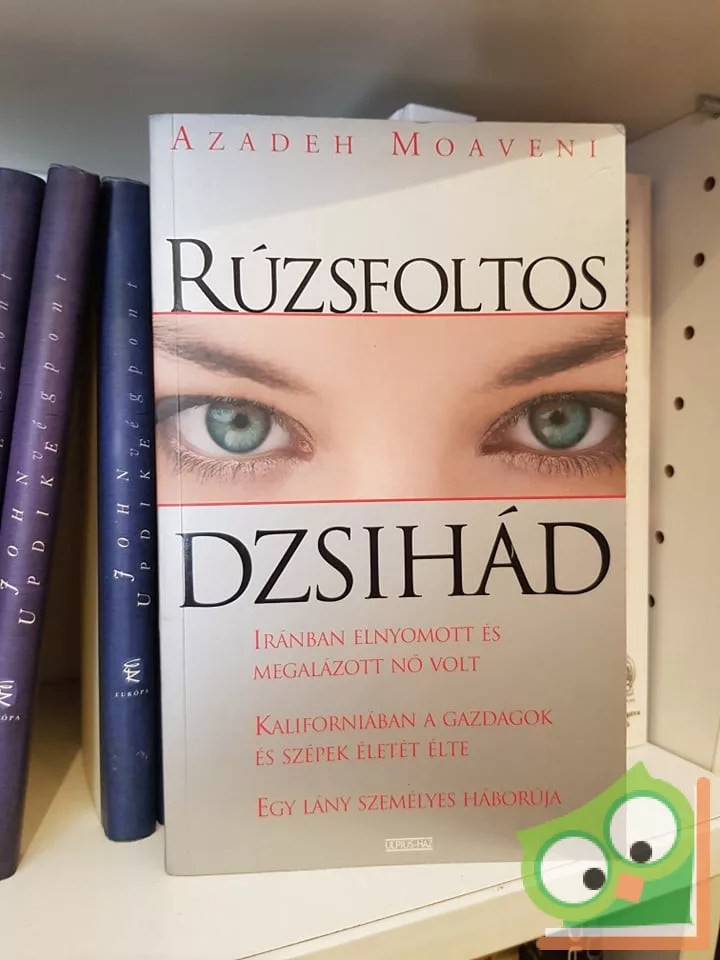 AZADEH MOAVENI
RÚZSFOLTOS
DZSIHÁD
IRÁNBAN ELNYOMOTT ÉS
MEGALÁZOTT NŐ VOLT
KALIFORNIÁBAN A GAZDAGOK
ÉS SZÉPEK ÉLETÉT ÉLTE
EGY LÁNY SZEMÉLYES HÁBORÚJA
ULPIUS-HÁZ
JOHN UPDIKE
végpont
JOHN UPDIKE
végpont
EURÓPA